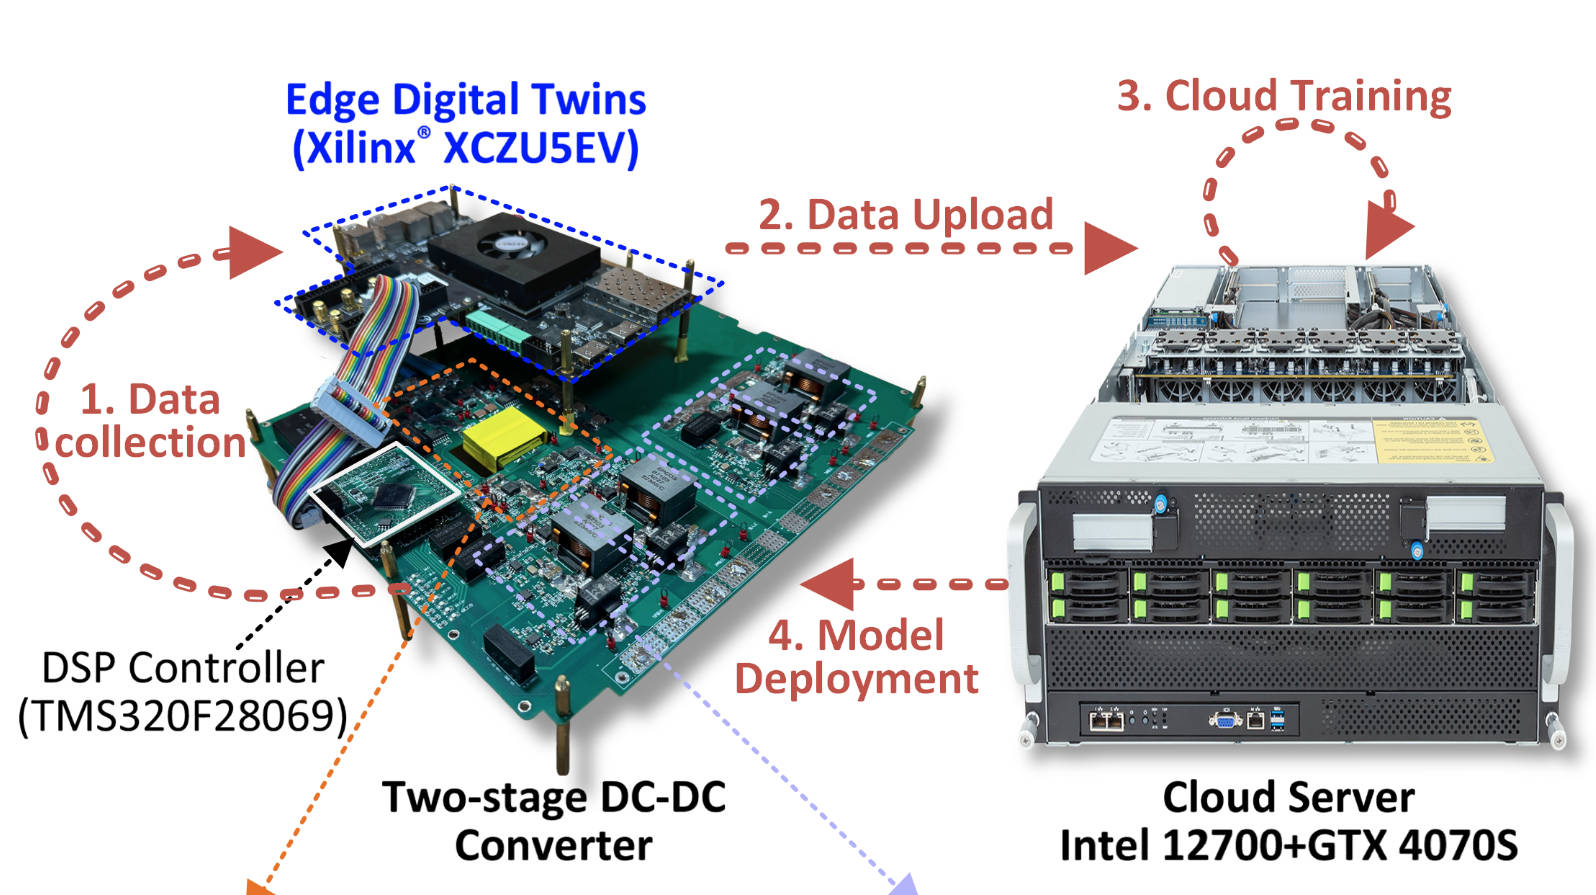 Edge Digital Twins
(Xilinx® XCZU5EV)
3. Cloud Training
2. Data Upload
1. Data
collection
4. Model
Deployment
DSP Controller
(TMS320F28069)
Two-stage DC-DC
Converter
Cloud Server
Intel 12700+GTX 4070S